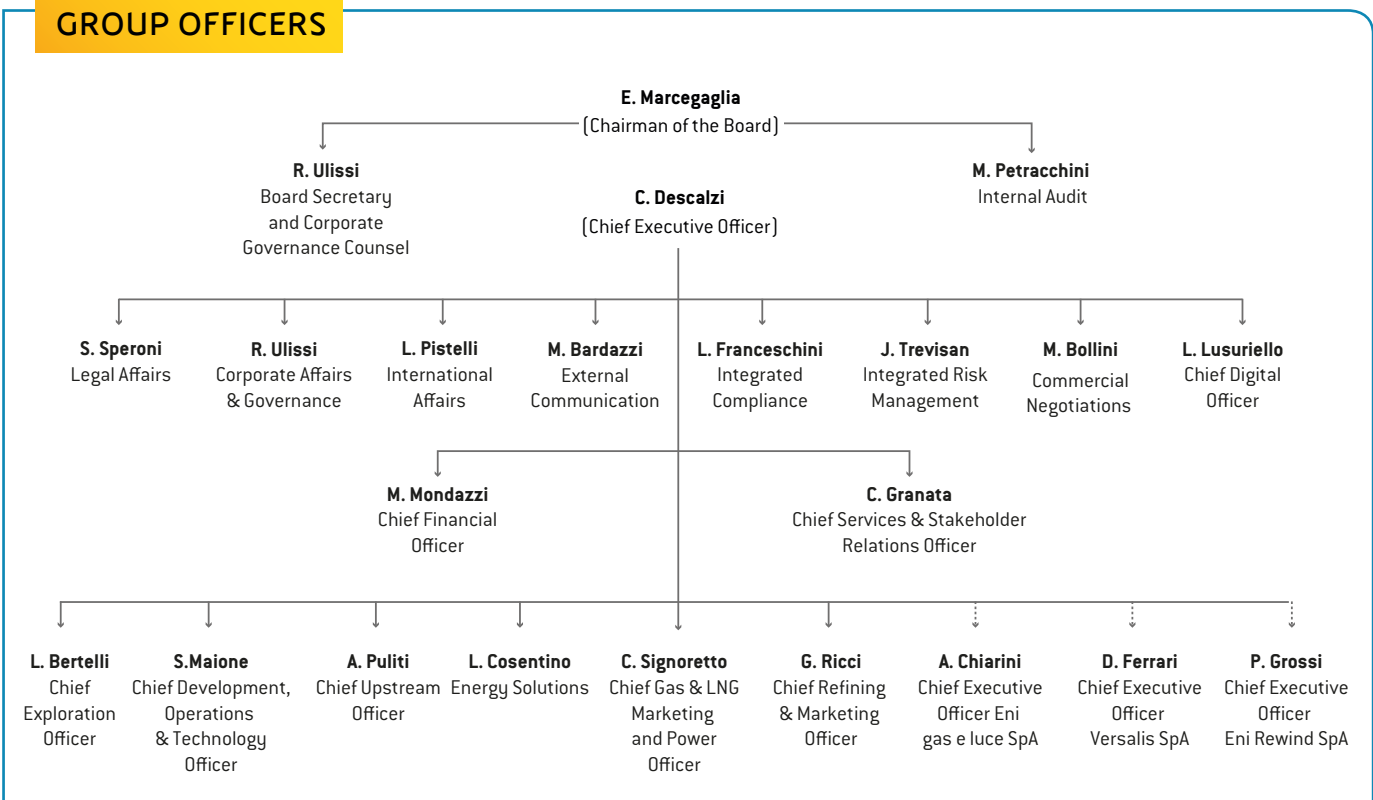 GROUP OFFICERS
E. Marcegaglia
(Chairman of the Board)
R. Ulissi
Board Secretary
and Corporate
Governance Counsel
M. Petracchini
Internal Audit
C. Descalzi
(Chief Executive Officer)
S. Speroni
Legal Affairs
R. Ulissi
Corporate Affairs
& Governance
L. Pistelli
International
Affairs
M. Bardazzi
External
Communication
L. Franceschini
Integrated
Compliance
J. Trevisan
Integrated Risk
Management
M. Bollini
Commercial
Negotiations
L. Lusuriello
Chief Digital
Officer
M. Mondazzi
Chief Financial
Officer
C. Granata
Chief Services & Stakeholder
Relations Officer
L. Bertelli
Chief
Exploration
Officer
S.Maione
Chief Development,
Operations
& Technology
Officer
A. Puliti
Chief Upstream
Officer
L. Cosentino
Energy Solutions
C. Signoretto
Chief Gas & LNG
Marketing
and Power
Officer
G. Ricci
Chief Refining
& Marketing
Officer
A. Chiarini
Chief Executive
Officer Eni
gas e luce SpA
D. Ferrari
Chief Executive
Officer
Versalis SpA
P. Grossi
Chief Executive
Officer
Eni Rewind SpA